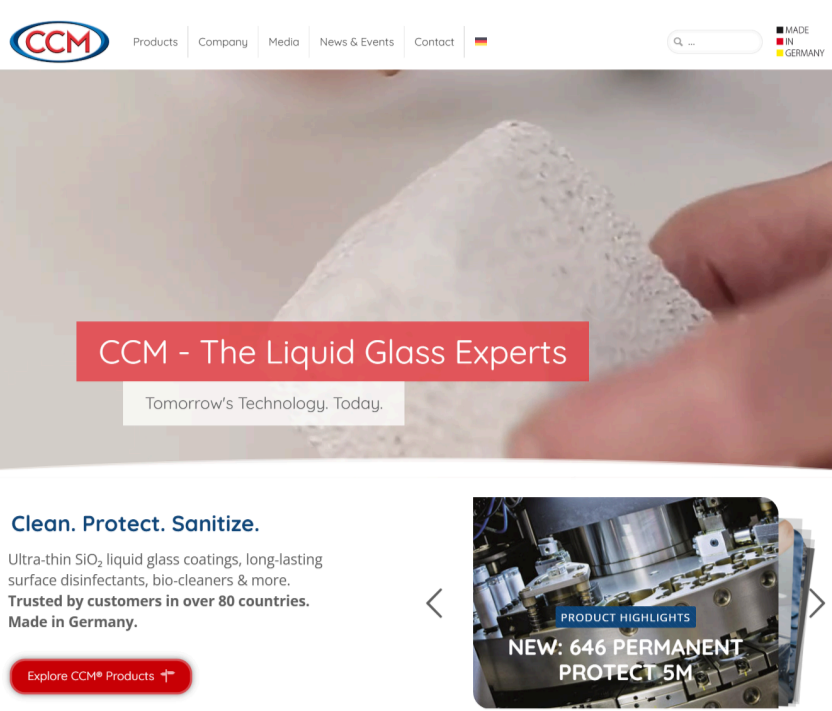 CCM
Products
Company
Media
News & Events
Contact
...
MADE
IN
GERMANY
CCM - The Liquid Glass Experts
Tomorrow's Technology. Today.
Clean. Protect. Sanitize.
Ultra-thin SiO₂ liquid glass coatings, long-lasting
surface disinfectants, bio-cleaners & more.
Trusted by customers in over 80 countries.
Made in Germany.
Explore CCM® Products
PRODUCT HIGHLIGHTS
NEW: 646 PERMANENT
PROTECT 5M